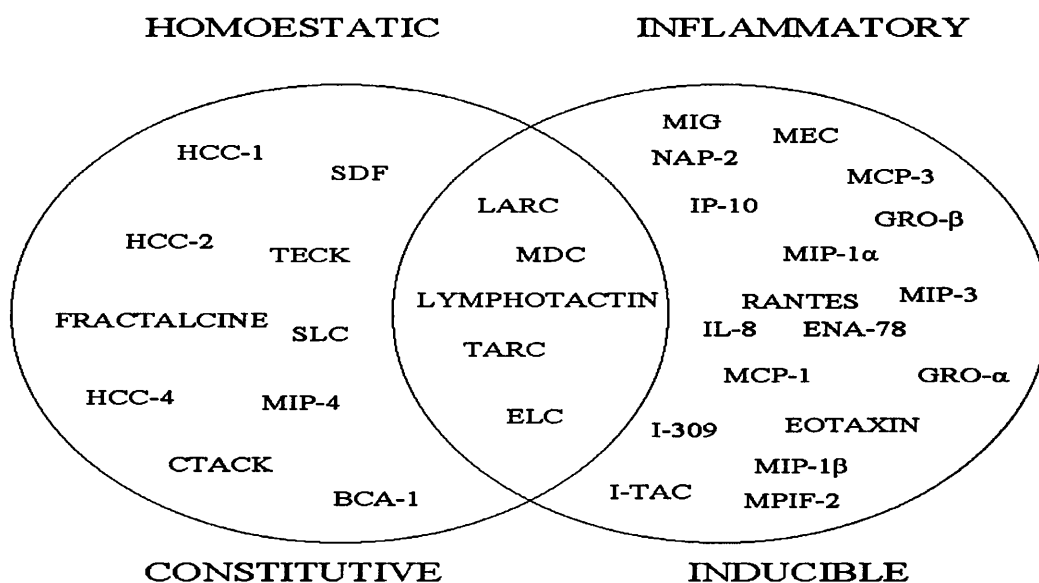 HOMOESTATIC
INFLAMMATORY
HCC-1
SDF
HCC-2
TECK
FRACTALCINE
SLC
HCC-4
MIP-4
CTACK
BCA-1
LARC
MDC
LYMPHOTACTIN
TARC
ELC
MIG
MEC
NAP-2
MCP-3
IP-10
GRO-β
MIP-1α
RANTES
MIP-3
IL-8
ENA-78
MCP-1
GRO-α
I-309
EOTAXIN
MIP-1β
I-TAC
MPIF-2
CONSTITUTIVE
INDUCIBLE